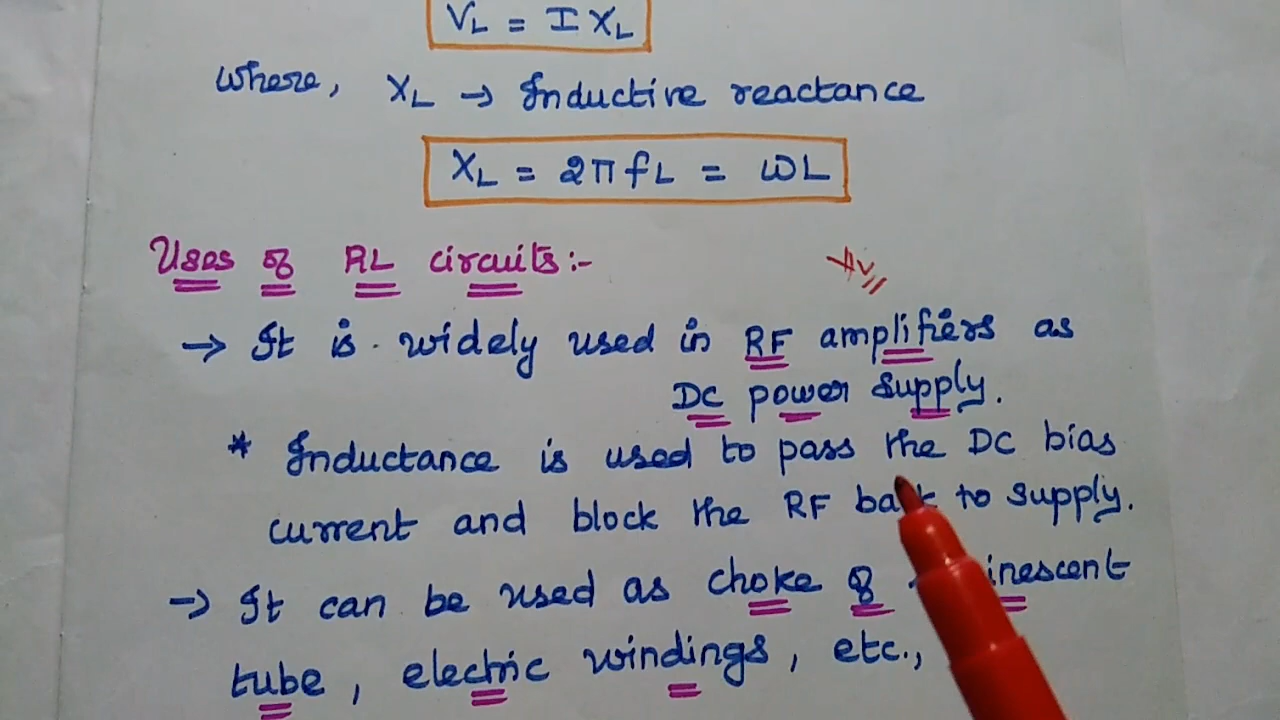 VL = I XL
where, XL → Inductive reactance
XL = 2πfL = ωL
Uses of RL circuits:-
→ It is widely used in RF amplifiers as
DC power supply.
* Inductance is used to pass the DC bias
current and block the RF back to supply.
→ It can be used as choke of
tube, electric windings, etc.,